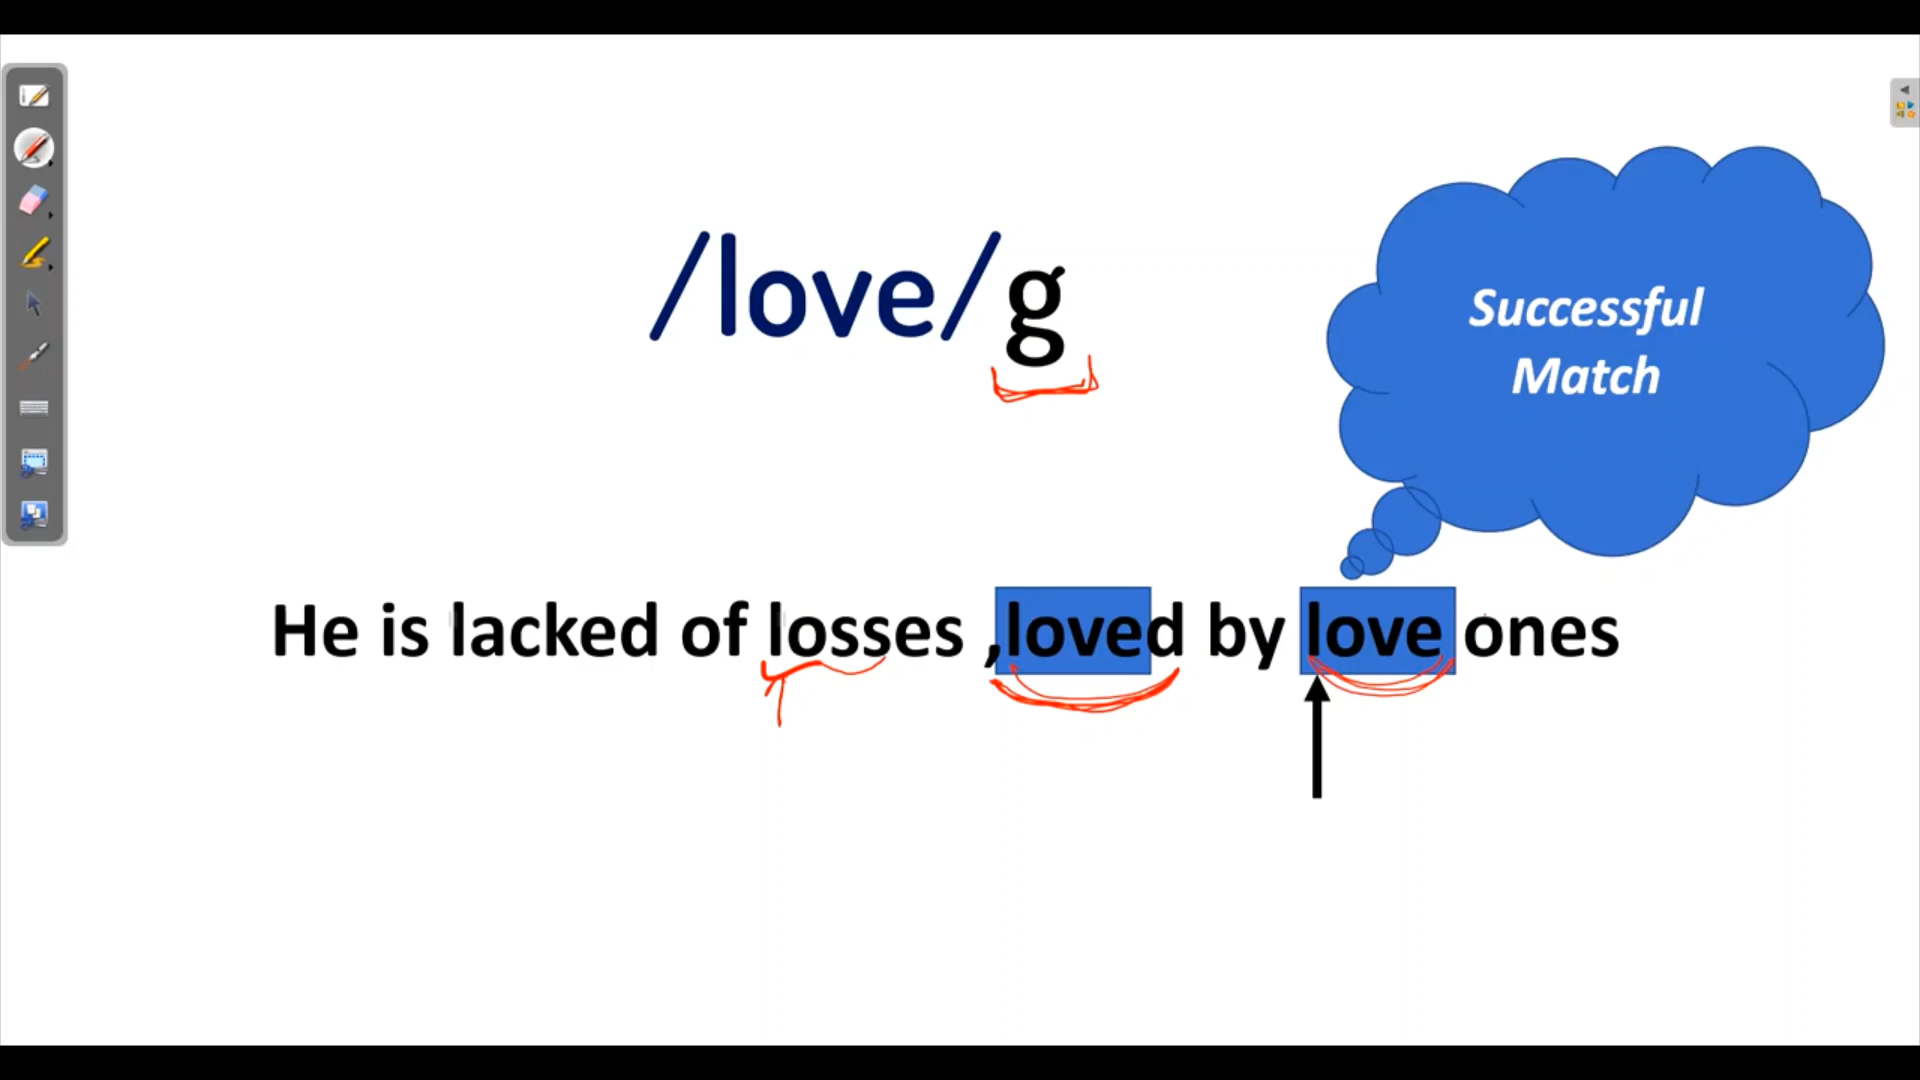 /love/g
Successful
Match
He is lacked of losses ,loved by love ones